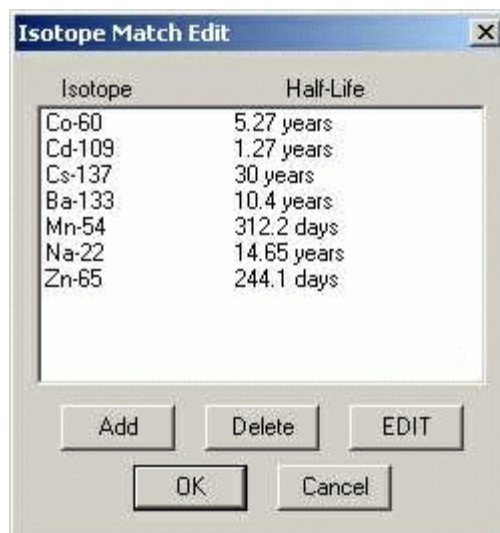 Isotope Match Edit
Isotope Half-Life
Co-60 5.27 years
Cd-109 1.27 years
Cs-137 30 years
Ba-133 10.4 years
Mn-54 312.2 days
Na-22 14.65 years
Zn-65 244.1 days
Add Delete EDIT
OK Cancel